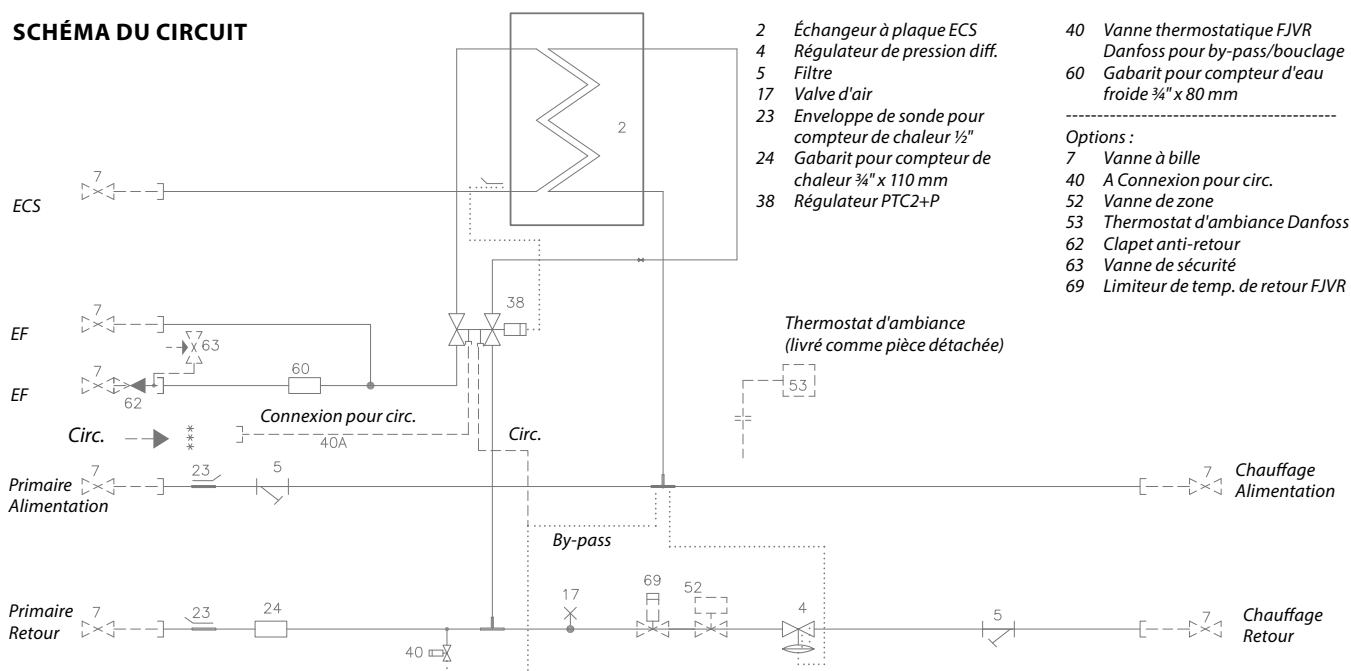 SCHÉMA DU CIRCUIT
2 Échangeur à plaque ECS
4 Régulateur de pression diff.
5 Filtre
17 Valve d'air
23 Enveloppe de sonde pour
compteur de chaleur ½"
24 Gabarit pour compteur de
chaleur ¾" x 110 mm
38 Régulateur PTC2+P
40 Vanne thermostatique FJVR
Danfoss pour by-pass/bouclage
60 Gabarit pour compteur d'eau
froide ¾" x 80 mm
--------------------------------------------
Options :
7 Vanne à bille
40 A Connexion pour circ.
52 Vanne de zone
53 Thermostat d'ambiance Danfoss
62 Clapet anti-retour
63 Vanne de sécurité
69 Limiteur de temp. de retour FJVR
2
7
ECS
38
7
EF
63
Thermostat d'ambiance
(livré comme pièce détachée)
53
7
60
EF
62
Connexion pour circ.
Circ.
***
40A
Circ.
7
23
5
Primaire
Alimentation
7
Chauffage
Alimentation
By-pass
7
23
24
17
69
52
4
5
7
Primaire
Retour
40
Chauffage
Retour